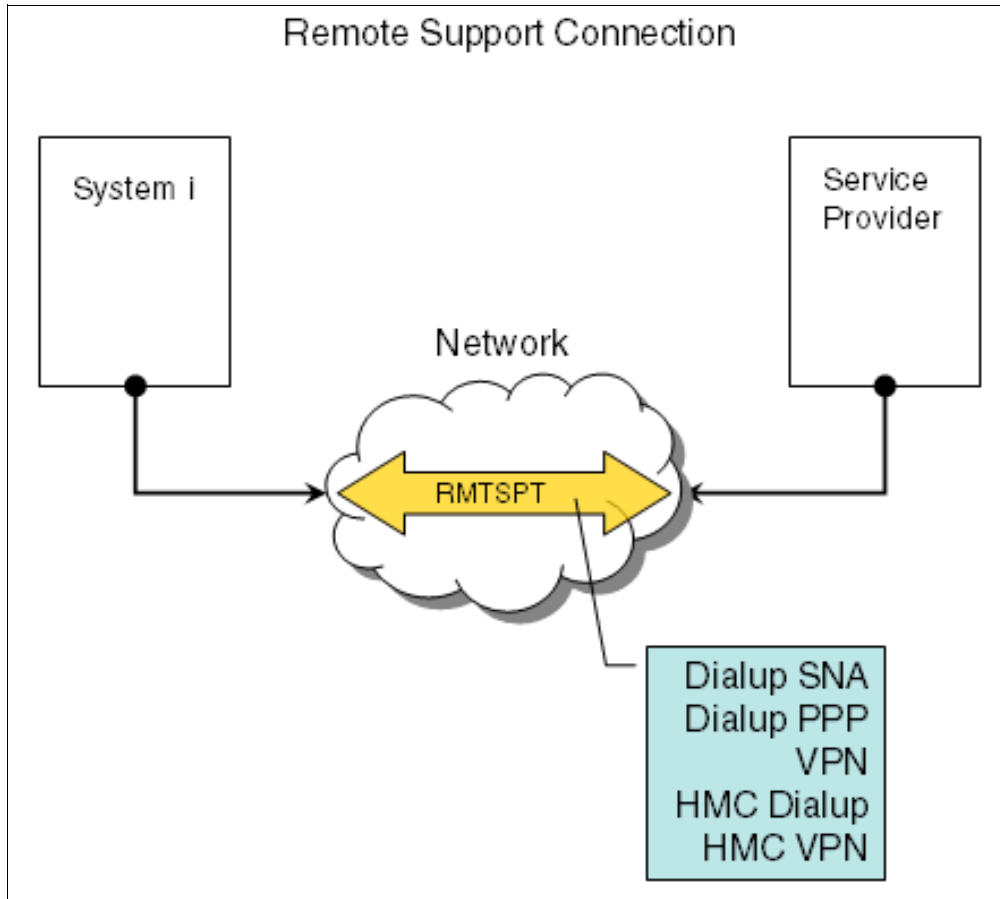 Remote Support Connection
System i
Service
Provider
Network
RMTSPT
Dialup SNA
Dialup PPP
VPN
HMC Dialup
HMC VPN